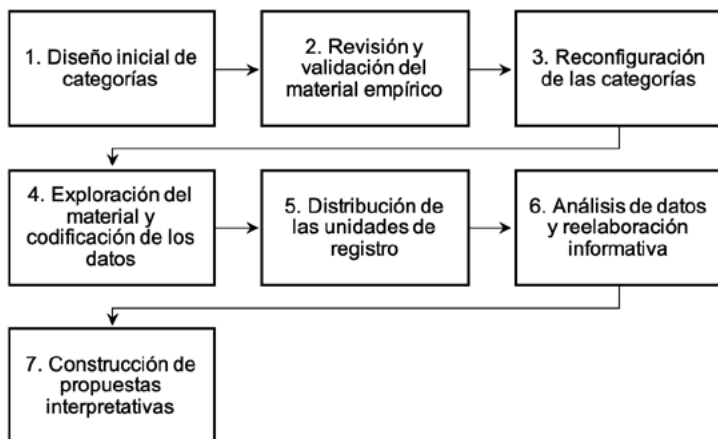 1. Diseño inicial de
categorías
2. Revisión y
validación del
material empírico
3. Reconfiguración
de las categorías
4. Exploración del
material y
codificación de los
datos
5. Distribución de
las unidades de
registro
6. Análisis de datos
y reelaboración
informativa
7. Construcción de
propuestas
interpretativas